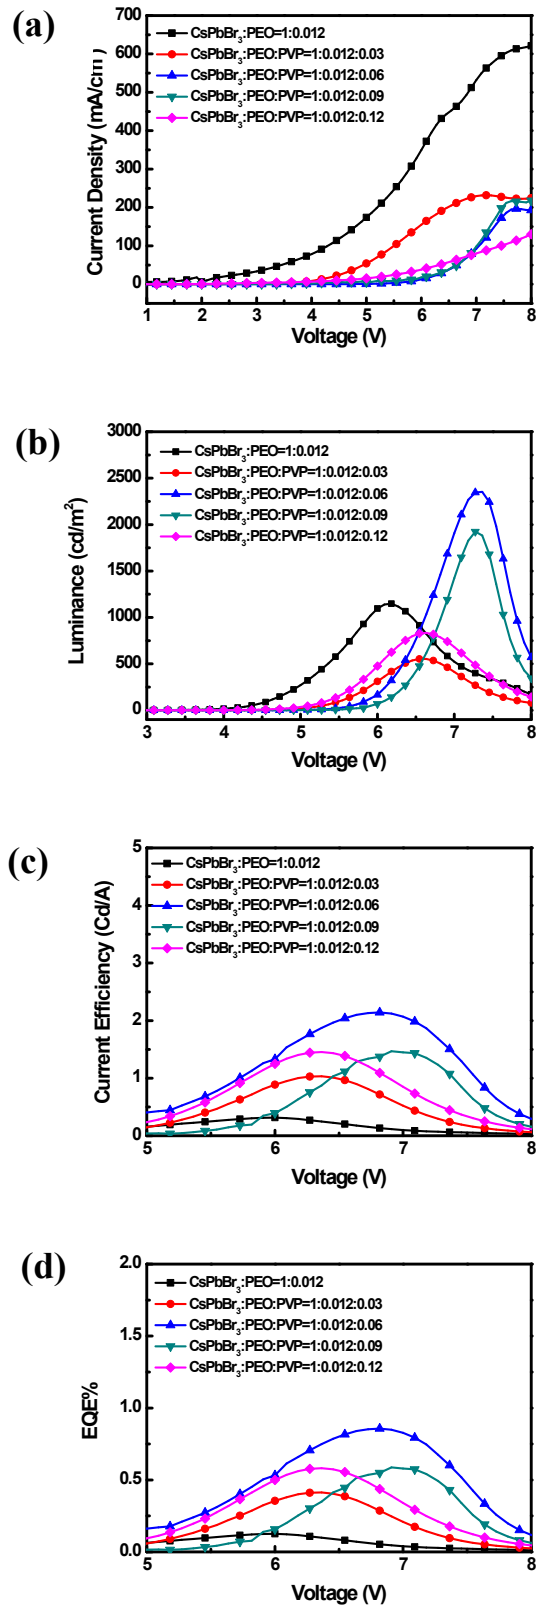 (a)
CsPbBr₃:PEO=1:0.012
CsPbBr₃:PEO:PVP=1:0.012:0.03
CsPbBr₃:PEO:PVP=1:0.012:0.06
CsPbBr₃:PEO:PVP=1:0.012:0.09
CsPbBr₃:PEO:PVP=1:0.012:0.12
Current Density (mA/cm)
700
600
500
400
300
200
100
0
1 2 3 4 5 6 7 8
Voltage (V)
(b)
CsPbBr₃:PEO=1:0.012
CsPbBr₃:PEO:PVP=1:0.012:0.03
CsPbBr₃:PEO:PVP=1:0.012:0.06
CsPbBr₃:PEO:PVP=1:0.012:0.09
CsPbBr₃:PEO:PVP=1:0.012:0.12
Luminance (cd/m²)
3000
2500
2000
1500
1000
500
0
3 4 5 6 7 8
Voltage (V)
(c)
CsPbBr₃:PEO=1:0.012
CsPbBr₃:PEO:PVP=1:0.012:0.03
CsPbBr₃:PEO:PVP=1:0.012:0.06
CsPbBr₃:PEO:PVP=1:0.012:0.09
CsPbBr₃:PEO:PVP=1:0.012:0.12
Current Efficiency (Cd/A)
5
4
3
2
1
0
5 6 7 8
Voltage (V)
(d)
CsPbBr₃:PEO=1:0.012
CsPbBr₃:PEO:PVP=1:0.012:0.03
CsPbBr₃:PEO:PVP=1:0.012:0.06
CsPbBr₃:PEO:PVP=1:0.012:0.09
CsPbBr₃:PEO:PVP=1:0.012:0.12
EQE%
2.0
1.5
1.0
0.5
0.0
5 6 7 8
Voltage (V)